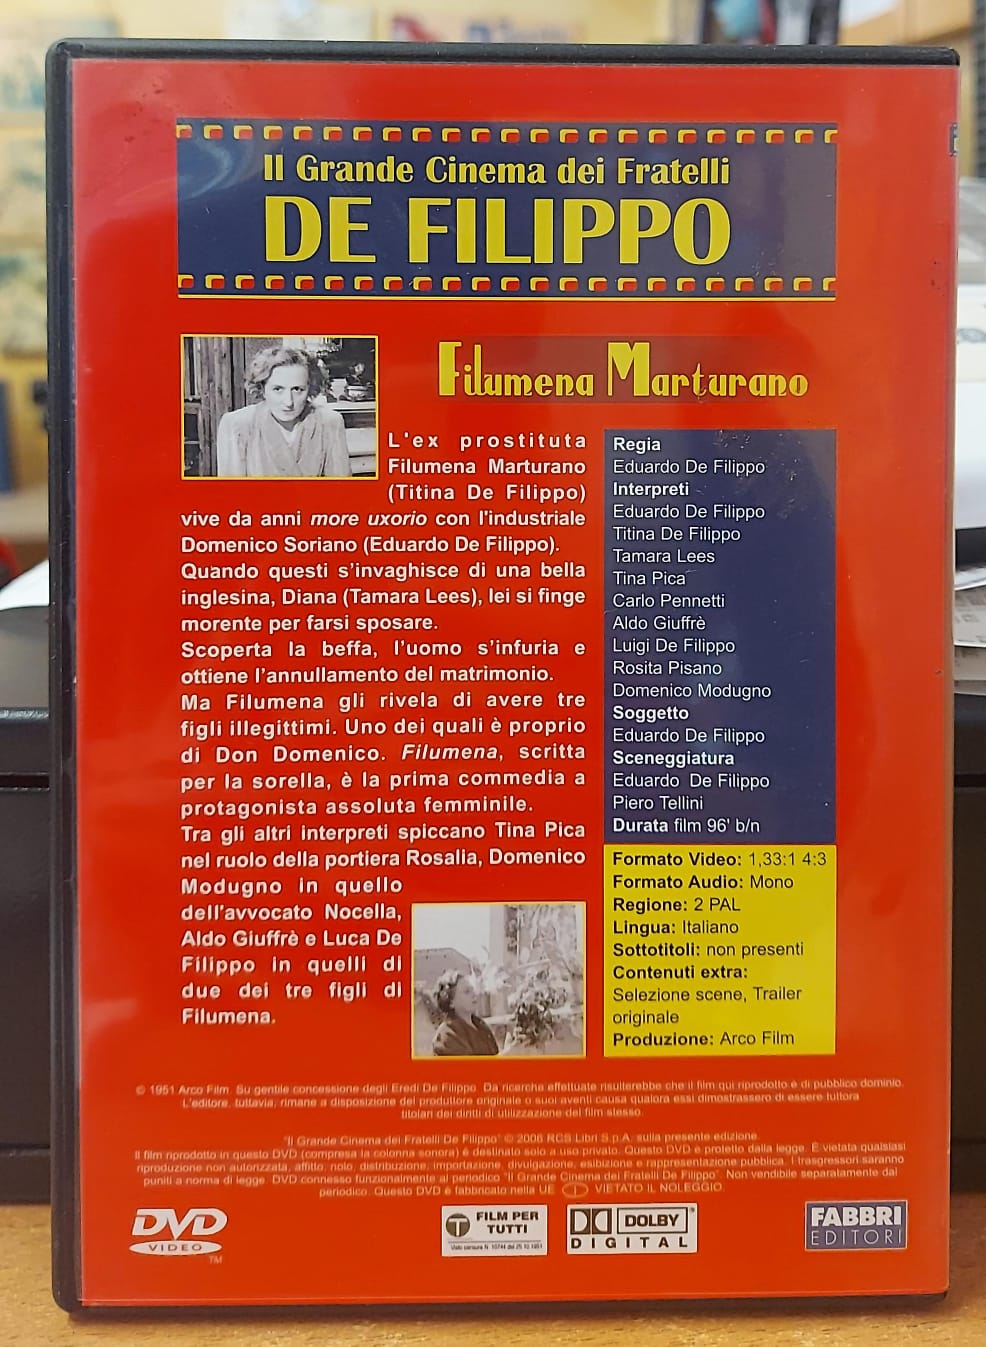 Il Grande Cinema dei Fratelli
DE FILIPPO
Filumena Marturano
L'ex prostituta
Filumena Marturano
(Titina De Filippo)
vive da anni more uxorio con l'industriale
Domenico Soriano (Eduardo De Filippo).
Quando questi s'invaghisce di una bella
inglesina, Diana (Tamara Lees), lei si finge
morente per farsi sposare.
Scoperta la beffa, l'uomo s'infuria e
ottiene l'annullamento del matrimonio.
Ma Filumena gli rivela di avere tre
figli illegittimi. Uno dei quali è proprio
di Don Domenico. Filumena, scritta
per la sorella, è la prima commedia a
protagonista assoluta femminile.
Tra gli altri interpreti spiccano Tina Pica
nel ruolo della portiera Rosalia, Domenico
Modugno in quello
dell'avvocato Nocella,
Aldo Giuffrè e Luca De
Filippo in quelli di
due dei tre figli di
Filumena.
Regia
Eduardo De Filippo
Interpreti
Eduardo De Filippo
Titina De Filippo
Tamara Lees
Tina Pica
Carlo Pennetti
Aldo Giuffrè
Luigi De Filippo
Rosita Pisano
Domenico Modugno
Soggetto
Eduardo De Filippo
Sceneggiatura
Eduardo De Filippo
Piero Tellini
Durata film 96' b/n
Formato Video: 1,33:1 4:3
Formato Audio: Mono
Regione: 2 PAL
Lingua: Italiano
Sottotitoli: non presenti
Contenuti extra:
Selezione scene, Trailer
originale
Produzione: Arco Film
© 1951 Arco Film. Su gentile concessione degli Eredi De Filippo. Da ricerche effettuate risulterebbe che il film qui riprodotto è di pubblico dominio.
L'editore, tuttavia, rimane a disposizione del produttore originale o suoi aventi causa qualora essi dimostrassero di essere tuttora
titolari dei diritti di utilizzazione del film stesso.
"Il Grande Cinema dei Fratelli De Filippo" © 2006 RCS Libri S.p.A. sulla presente edizione.
Il film riprodotto in questo DVD (compresa la colonna sonora) è destinato solo a uso privato. Questo DVD è protetto dalla legge. È vietata qualsiasi
riproduzione non autorizzata, affitto, nolo, distribuzione, importazione, divulgazione, esibizione e rappresentazione pubblica. I trasgressori saranno
puniti a norma di legge. DVD connesso funzionalmente al periodico "Il Grande Cinema dei Fratelli De Filippo". Non vendibile separatamente dal
periodico. Questo DVD è fabbricato nella UE I VIETATO IL NOLEGGIO.
DVD
VIDEO
TM
T FILM PER
TUTTI
Visto censura N. 10744 del 25.10.1951
DOLBY
DIGITAL
FABBRI
EDITORI